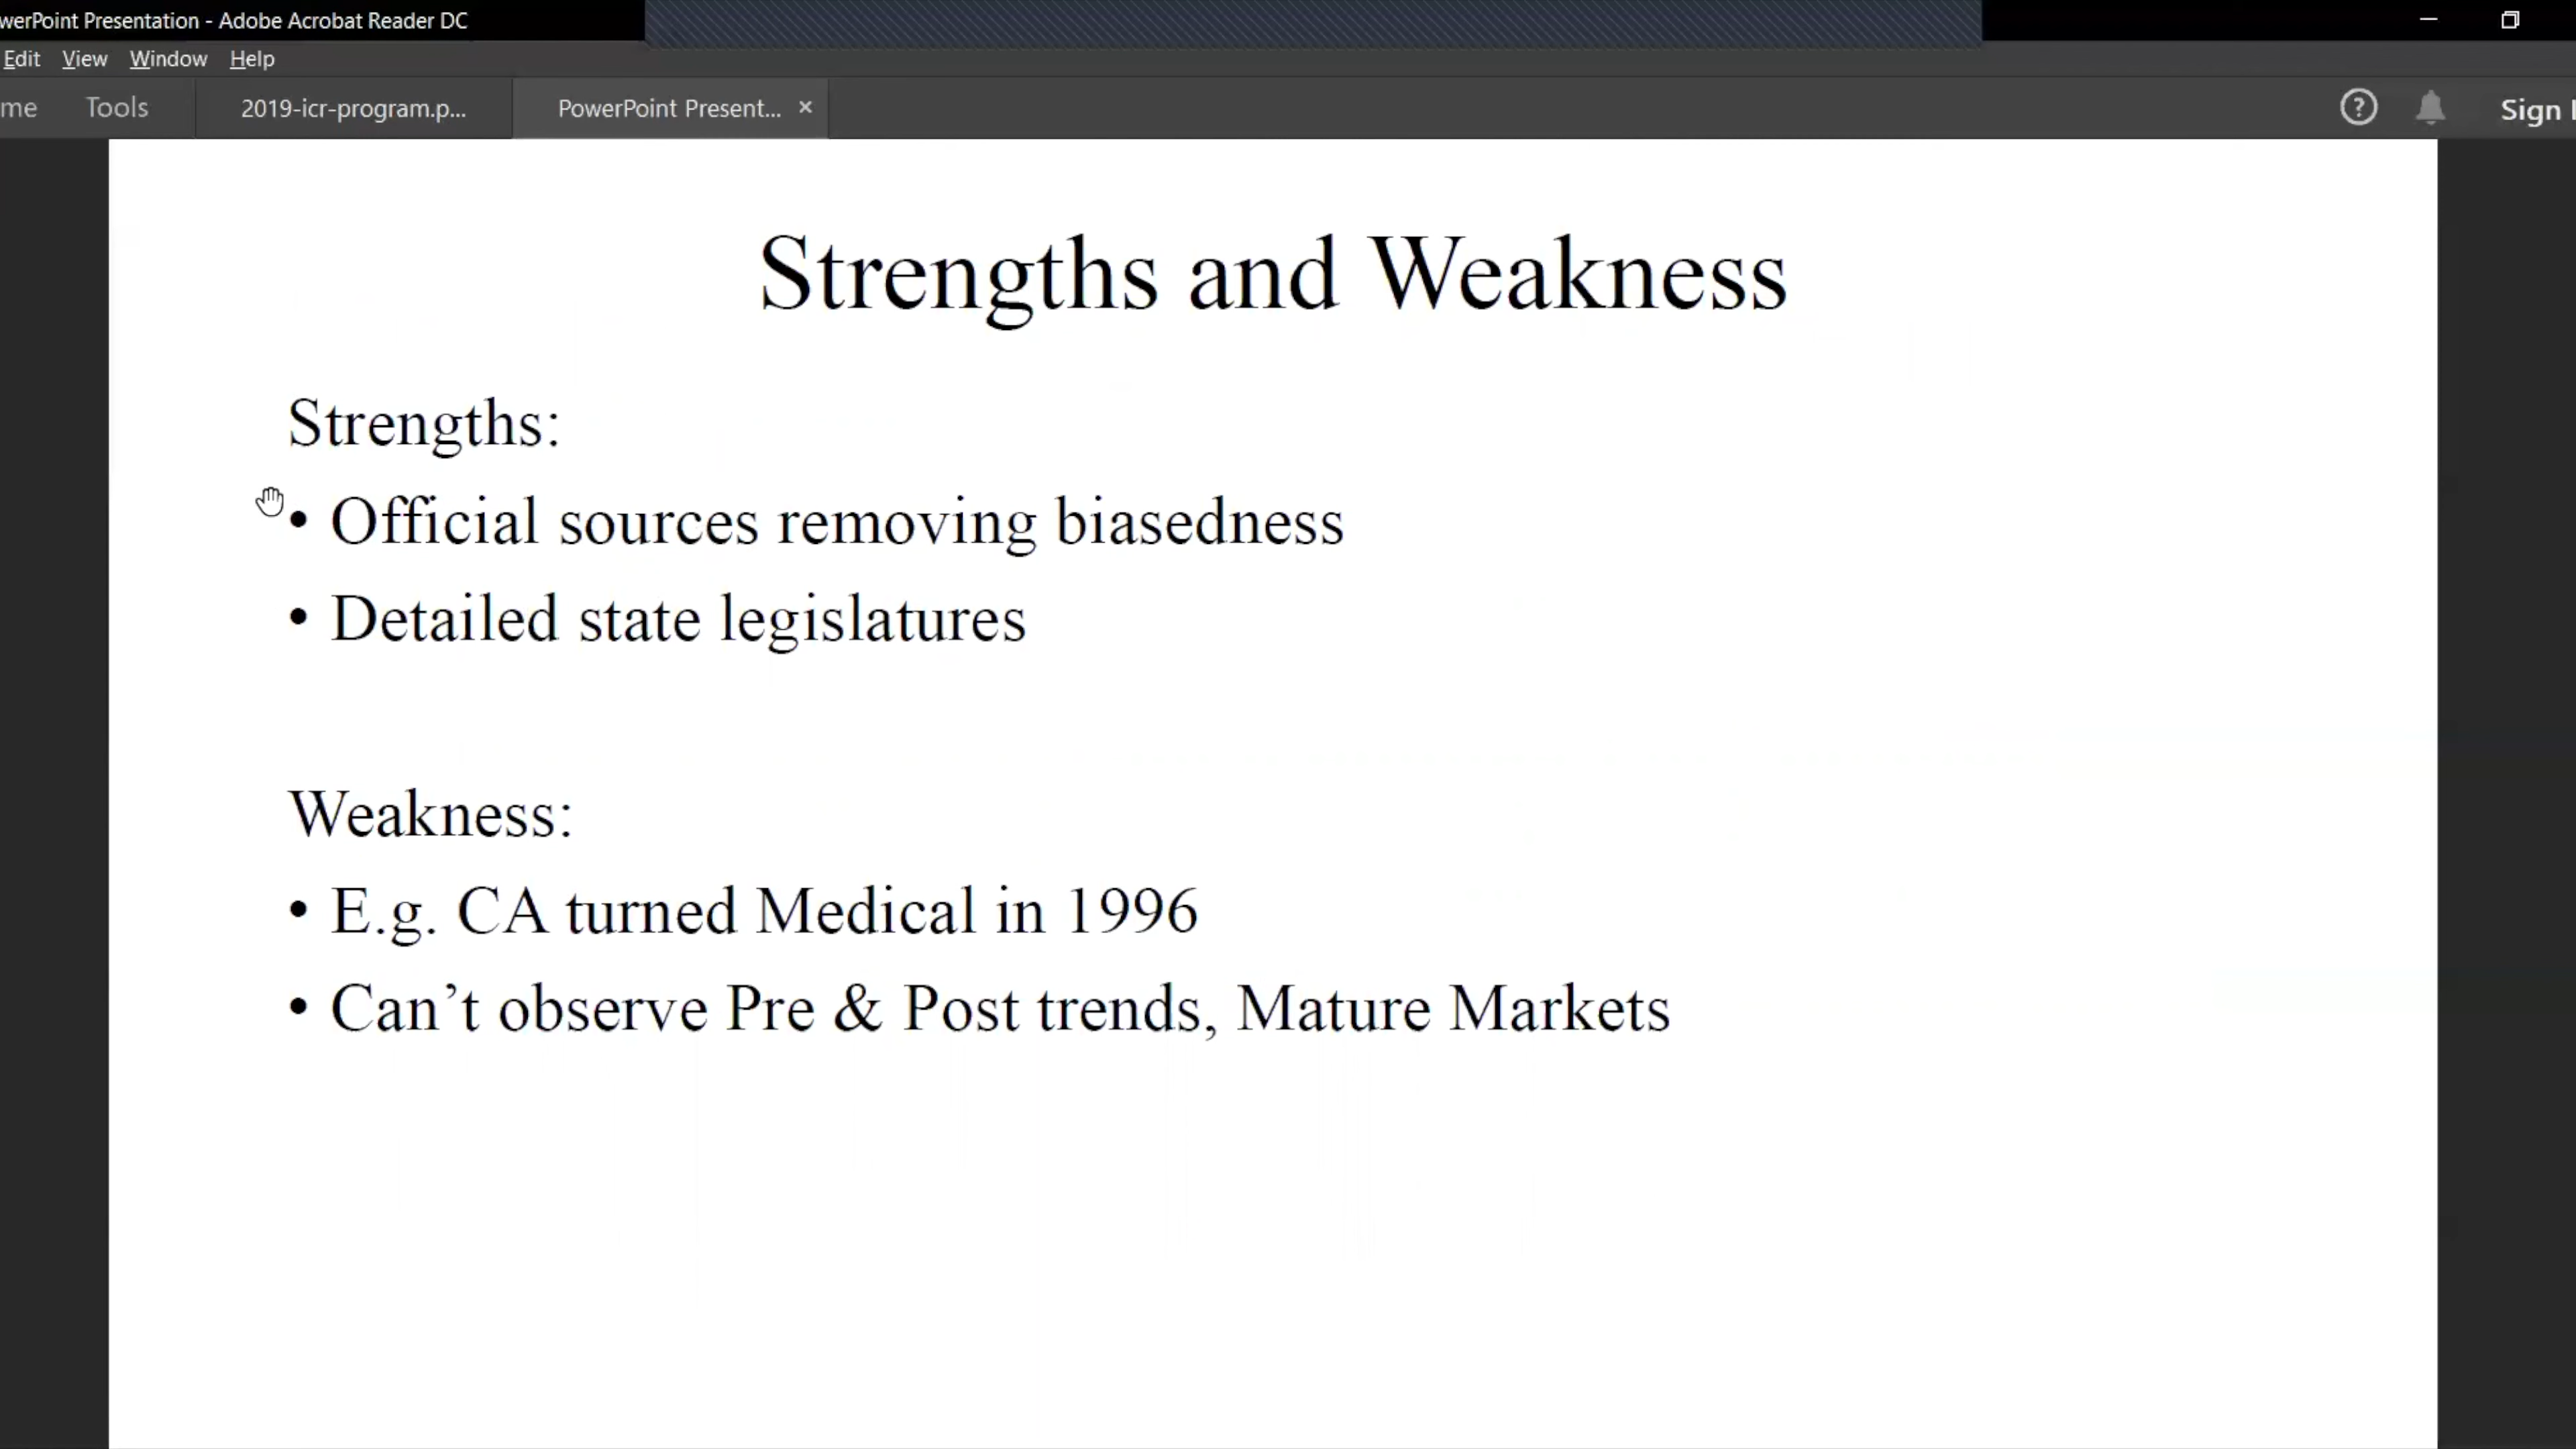 werPoint Presentation - Adobe Acrobat Reader DC
Edit View Window Help
me Tools 2019-icr-program.p... PowerPoint Present... × ? Sign I
Strengths and Weakness
Strengths:
• Official sources removing biasedness
• Detailed state legislatures
Weakness:
• E.g. CA turned Medical in 1996
• Can’t observe Pre & Post trends, Mature Markets